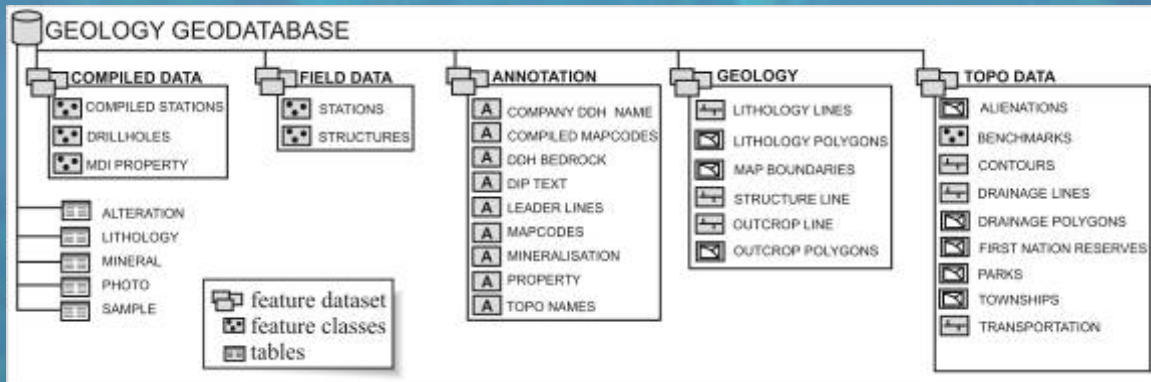 GEOLOGY GEODATABASE
COMPILED DATA
COMPILED STATIONS
DRILLHOLES
MDI PROPERTY
FIELD DATA
STATIONS
STRUCTURES
ANNOTATION
A COMPANY DDH NAME
A COMPILED MAPCODES
A DDH BEDROCK
A DIP TEXT
A LEADER LINES
A MAPCODES
A MINERALISATION
A PROPERTY
A TOPO NAMES
GEOLOGY
LITHOLOGY LINES
LITHOLOGY POLYGONS
MAP BOUNDARIES
STRUCTURE LINE
OUTCROP LINE
OUTCROP POLYGONS
TOPO DATA
ALIENATIONS
BENCHMARKS
CONTOURS
DRAINAGE LINES
DRAINAGE POLYGONS
FIRST NATION RESERVES
PARKS
TOWNSHIPS
TRANSPORTATION
ALTERATION
LITHOLOGY
MINERAL
PHOTO
SAMPLE
feature dataset
feature classes
tables